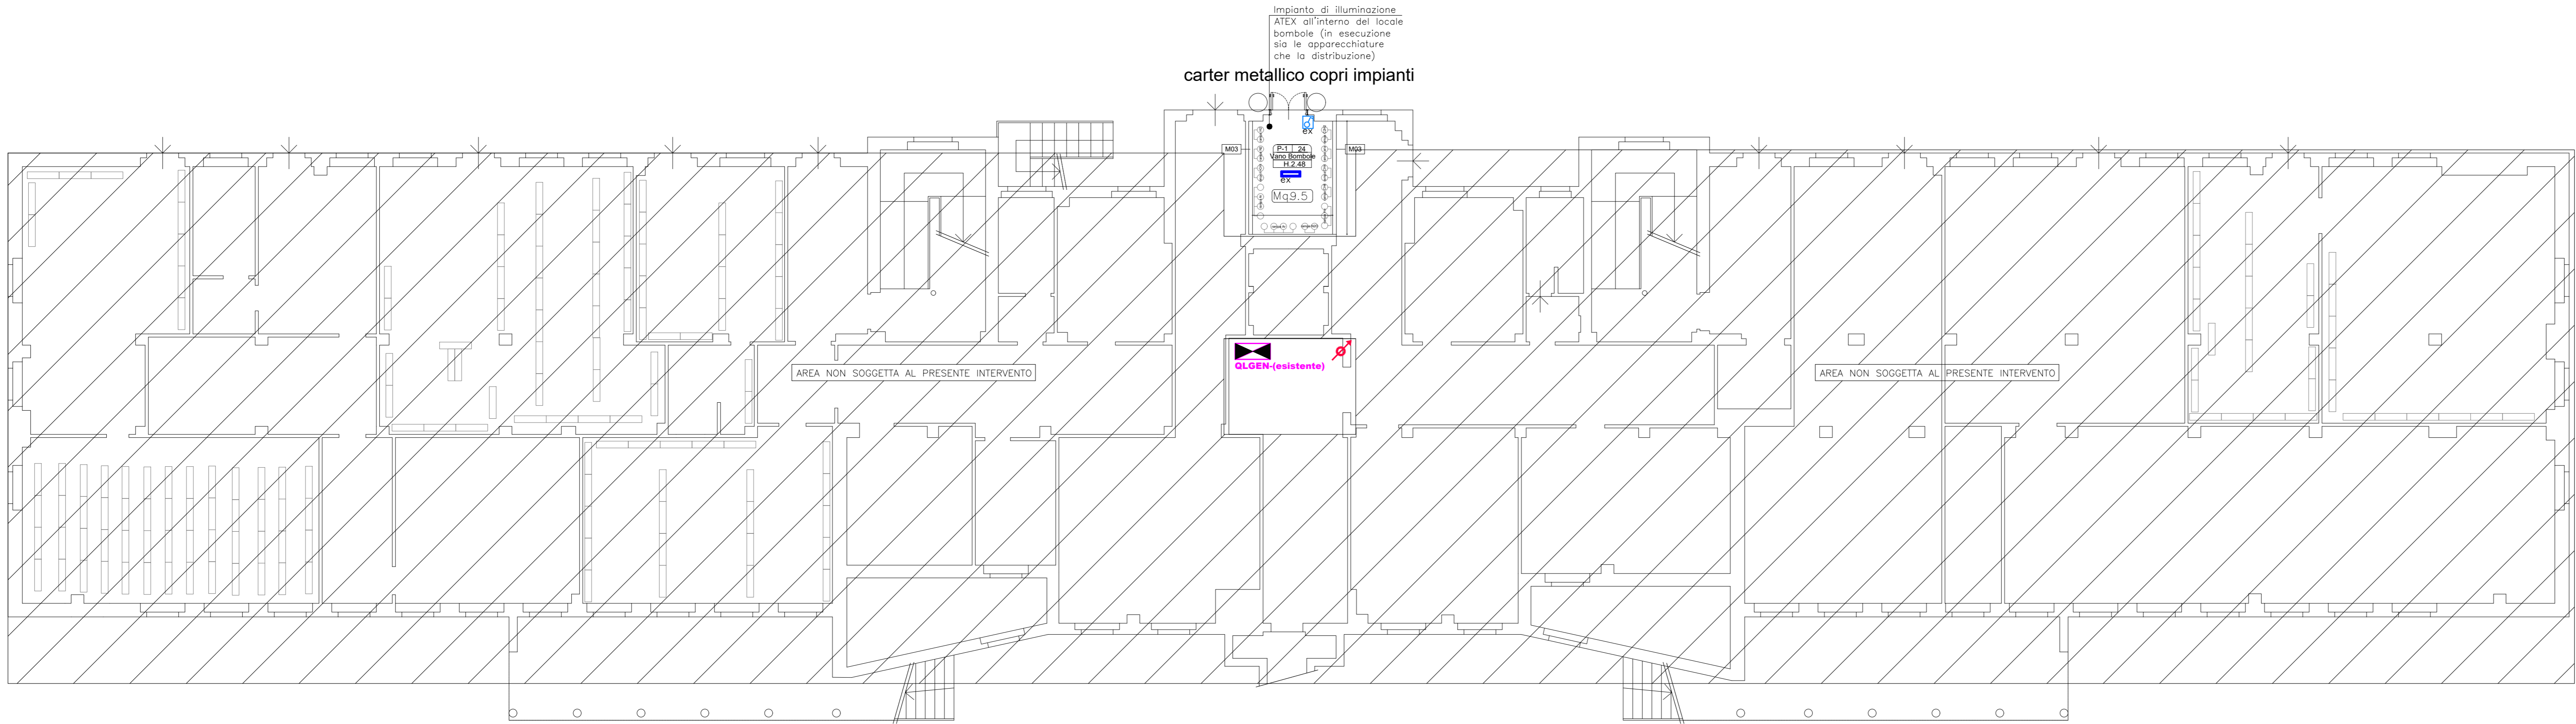 Impianto di illuminazione
ATEX all'interno del locale
bombole (in esecuzione
sia le apparecchiature
che la distribuzione)
carter metallico copri impianti
ex
M03
P-1 24
M03
Vano Bombole
H.2.48
ex
Mq9.5
QLGEN-(esistente)
AREA NON SOGGETTA AL PRESENTE INTERVENTO
AREA NON SOGGETTA AL PRESENTE INTERVENTO